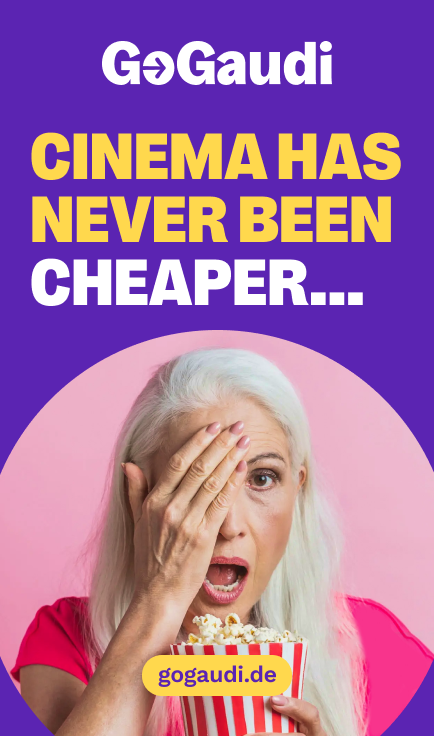 GoGaudi
CINEMA HAS
NEVER BEEN
CHEAPER...
gogaudi.de